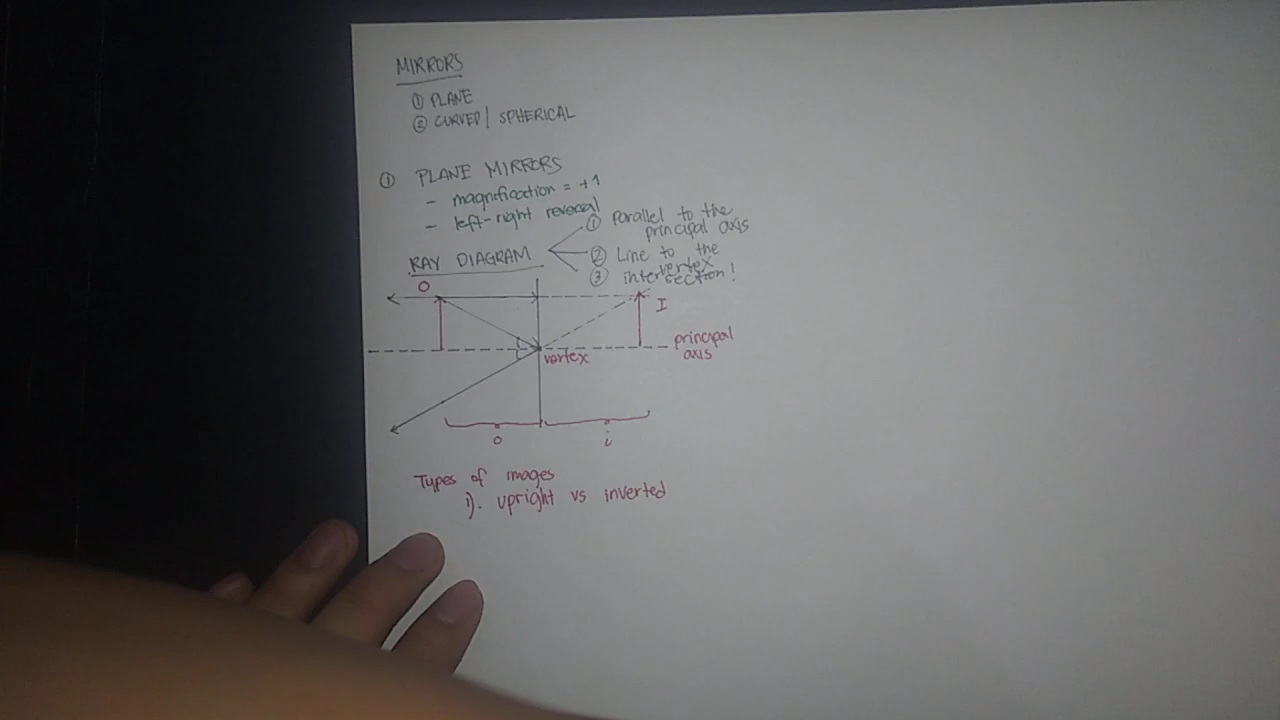 MIRRORS
① PLANE
② CURVED / SPHERICAL
① PLANE MIRRORS
- magnification = +1
- left-right reversal
RAY DIAGRAM
① Parallel to the
principal axis
② Line to the
vertex
③ intersection!
O
I
principal
axis
vertex
o
i
Types of images
i). upright vs inverted